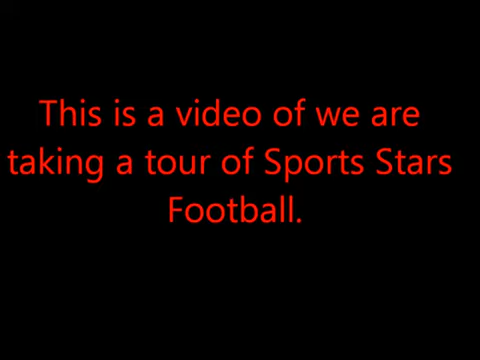 This is a video of we are
taking a tour of Sports Stars
Football.